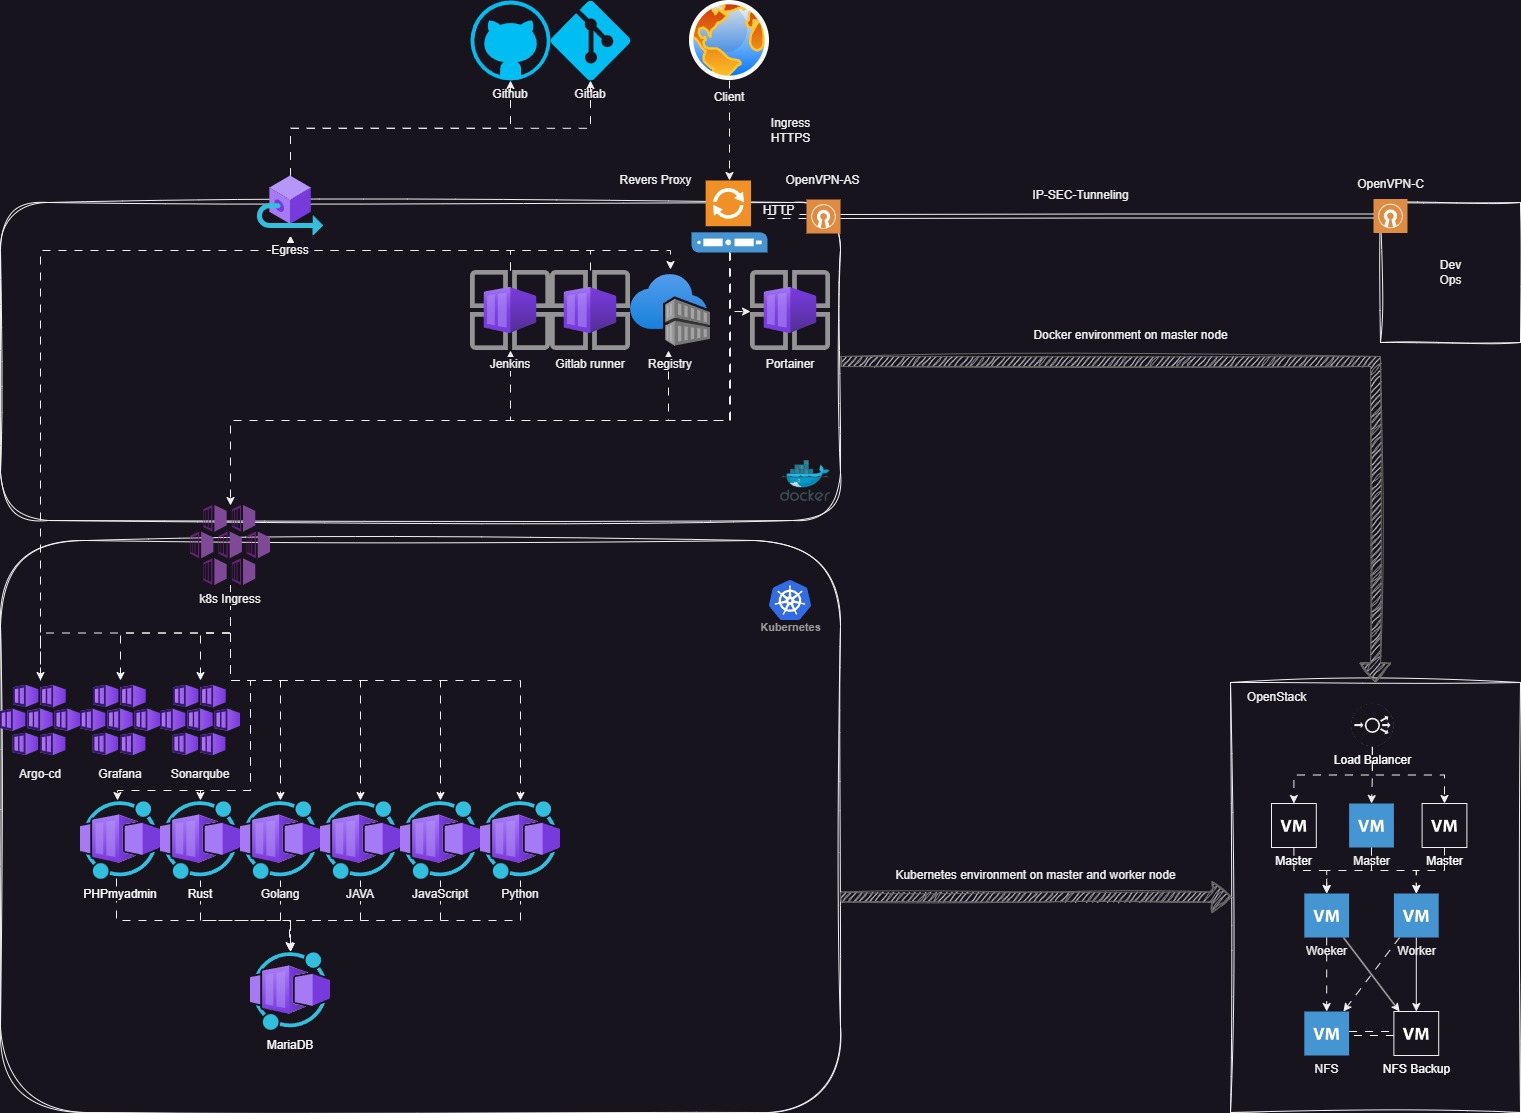 Github
Gitlab
Client
Ingress
HTTPS
Revers Proxy
OpenVPN-AS
IP-SEC-Tunneling
OpenVPN-C
HTTP
Egress
Dev
Ops
Jenkins
Gitlab runner
Registry
Portainer
Docker environment on master node
docker
k8s Ingress
Kubernetes
OpenStack
Load Balancer
Argo-cd
Grafana
Sonarqube
VM
VM
VM
Master
Master
Master
PHPmyadmin
Rust
Golang
JAVA
JavaScript
Python
Kubernetes environment on master and worker node
VM
VM
Woeker
Worker
MariaDB
VM
VM
NFS
NFS Backup